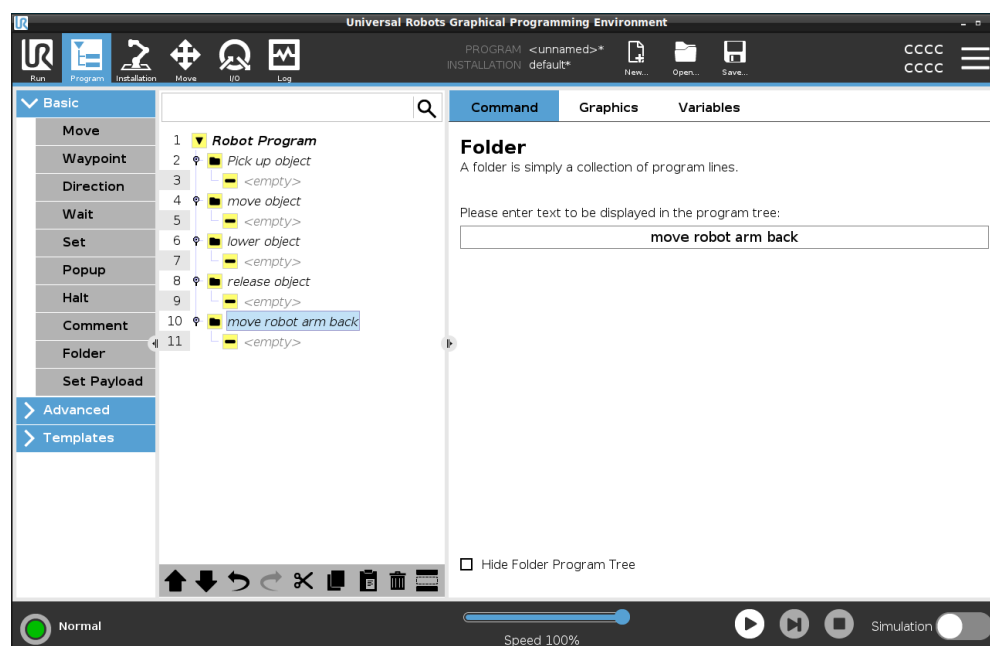 UR
Universal Robots Graphical Programming Environment
UR
Run
Program
Installation
Move
I/O
Log
PROGRAM <unnamed>*
INSTALLATION default*
New...
Open...
Save...
CCCC
CCCC
Basic
Move
Waypoint
Direction
Wait
Set
Popup
Halt
Comment
Folder
Set Payload
Advanced
Templates
1 Robot Program
2 Pick up object
3 <empty>
4 move object
5 <empty>
6 lower object
7 <empty>
8 release object
9 <empty>
10 move robot arm back
11 <empty>
Command Graphics Variables
Folder
A folder is simply a collection of program lines.
Please enter text to be displayed in the program tree:
move robot arm back
Hide Folder Program Tree
Normal
Speed 100%
Simulation